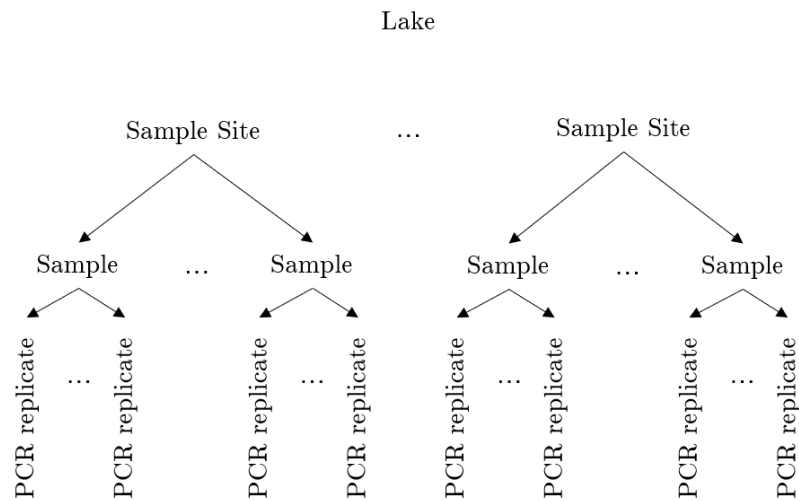 Lake
Sample Site ... Sample Site
Sample ... Sample Sample ... Sample
PCR replicate ... PCR replicate PCR replicate ... PCR replicate PCR replicate ... PCR replicate PCR replicate ... PCR replicate